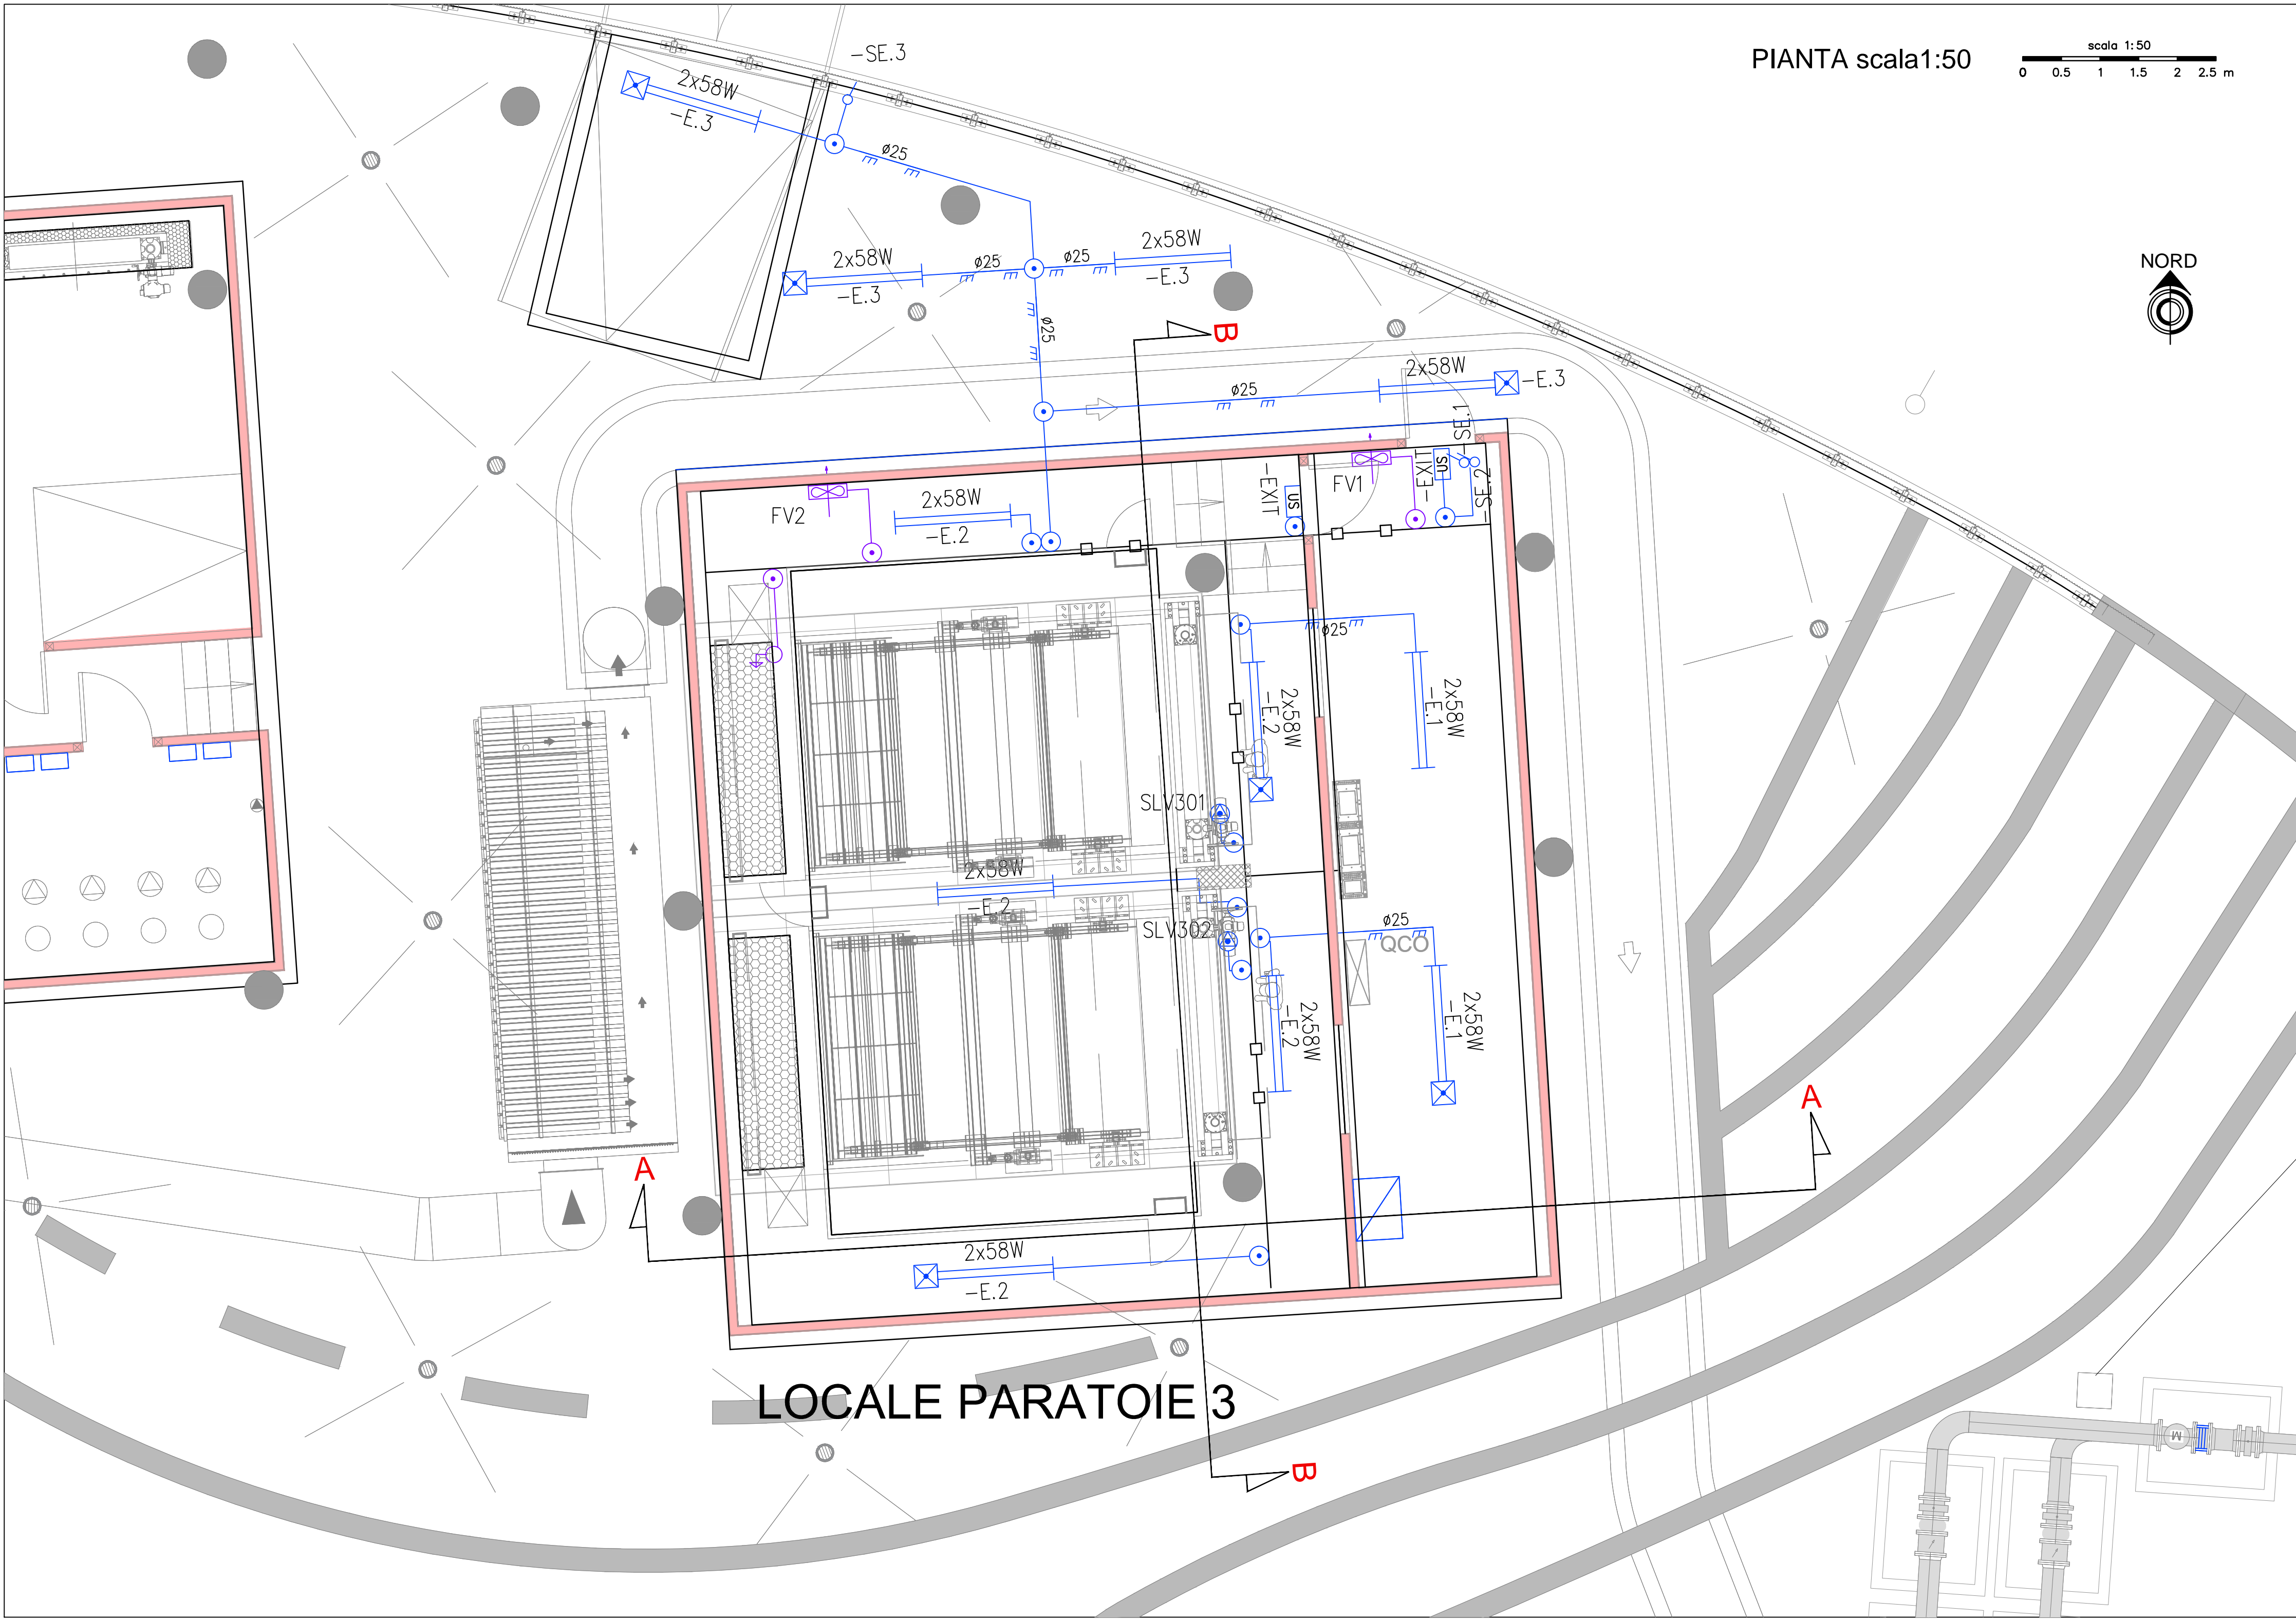 PIANTA scala1:50
scala 1:50
0 0.5 1 1.5 2 2.5 m
NORD
-SE.3
2x58W
-E.3
ø25
2x58W
-E.3
ø25
ø25
2x58W
-E.3
ø25
B
2x58W
-E.3
ø25
-SE.1
-EXIT
US
-SE.2
-EXIT
US
FV1
FV2
2x58W
-E.2
ø25
2x58W
-E.2
2x58W
-E.1
SLV301
2x58W
-E.2
SLV302
ø25
QCO
2x58W
-E.2
2x58W
-E.1
A
A
2x58W
-E.2
LOCALE PARATOIE 3
B
M